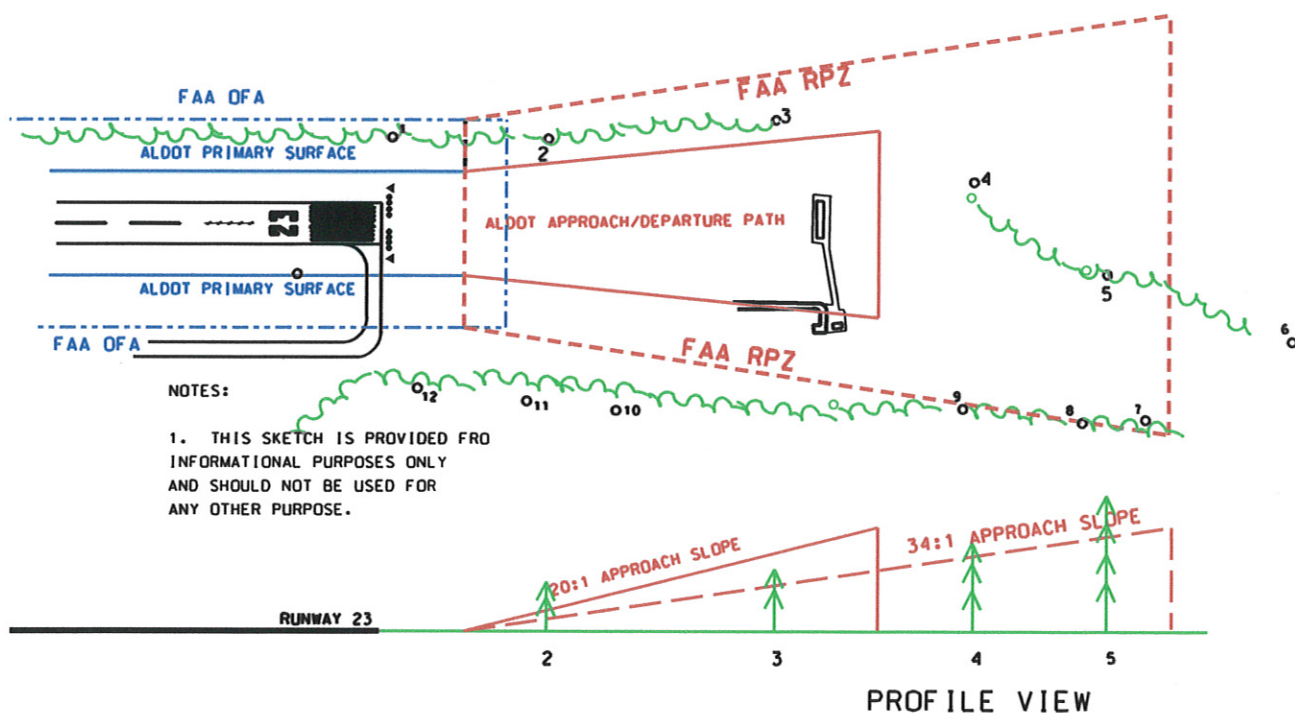 FAA OFA
FAA RPZ
1
2
3
ALDOT PRIMARY SURFACE
4
23
ALDOT APPROACH/DEPARTURE PATH
5
ALDOT PRIMARY SURFACE
6
FAA OFA
FAA RPZ
NOTES:
12
11
10
9
8
7
1. THIS SKETCH IS PROVIDED FRO
INFORMATIONAL PURPOSES ONLY
AND SHOULD NOT BE USED FOR
ANY OTHER PURPOSE.
20:1 APPROACH SLOPE
34:1 APPROACH SLOPE
RUNWAY 23
2
3
4
5
PROFILE VIEW